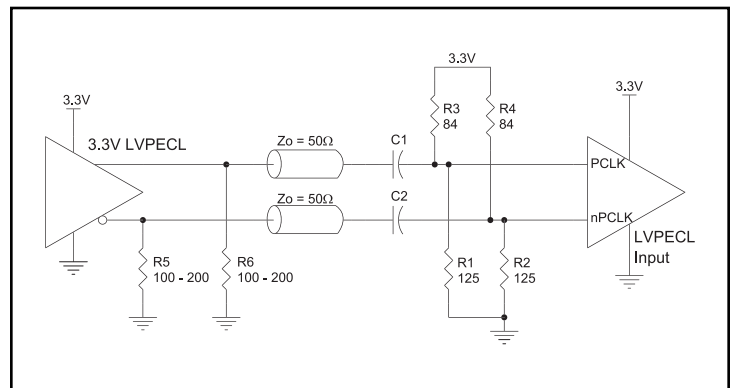 3.3V
R3
84
R4
84
3.3V
3.3V
3.3V LVPECL
Zo = 50Ω
C1
PCLK
Zo = 50Ω
C2
nPCLK
LVPECL
Input
R5
100 - 200
R6
100 - 200
R1
125
R2
125